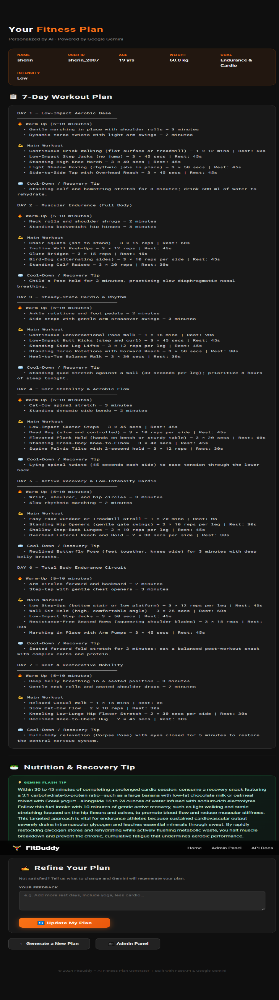 Your Fitness Plan
Personalized by AI · Powered by Google Gemini
NAME
sherin
USER ID
sherin_2007
AGE
19 yrs
WEIGHT
60.0 kg
GOAL
Endurance &
Cardio
INTENSITY
Low
7-Day Workout Plan
DAY 1 — Low-Impact Aerobic Base
Warm-Up (5–10 minutes)
• Gentle marching in place with shoulder rolls — 3 minutes
• Dynamic torso twists with light arm swings — 2 minutes
Main Workout
• Continuous Brisk Walking (flat surface or treadmill) — 1 × 12 mins | Rest: 60s
• Low-Impact Step Jacks (no jump) — 3 × 45 secs | Rest: 45s
• Standing High Knee March — 3 × 40 secs | Rest: 45s
• Light Shadow Boxing (rhythmic jabs in place) — 3 × 50 secs | Rest: 45s
• Side-to-Side Tap with Overhead Reach — 3 × 45 secs | Rest: 45s
Cool-Down / Recovery Tip
• Standing calf and hamstring stretch for 3 minutes; drink 500 ml of water to
rehydrate.
DAY 2 — Muscular Endurance (Full Body)
Warm-Up (5–10 minutes)
• Neck rolls and shoulder shrugs — 2 minutes
• Standing bodyweight hip hinges — 3 minutes
Main Workout
• Chair Squats (sit to stand) — 3 × 15 reps | Rest: 60s
• Incline Wall Push-Ups — 3 × 12 reps | Rest: 45s
• Glute Bridges — 3 × 15 reps | Rest: 45s
• Bird-Dog (alternating sides) — 3 × 10 reps per side | Rest: 45s
• Standing Calf Raises — 3 × 20 reps | Rest: 30s
Cool-Down / Recovery Tip
• Child's Pose hold for 2 minutes, practicing slow diaphragmatic nasal
breathing.
DAY 3 — Steady-State Cardio & Rhythm
Warm-Up (5–10 minutes)
• Ankle rotations and foot pedals — 2 minutes
• Side steps with gentle arm crossover swings — 3 minutes
Main Workout
• Continuous Conversational Pace Walk — 1 × 15 mins | Rest: 90s
• Low-Impact Butt Kicks (step and curl) — 3 × 45 secs | Rest: 45s
• Standing Side Leg Lifts — 3 × 12 reps per leg | Rest: 45s
• Standing Torso Rotations with Forward Reach — 3 × 50 secs | Rest: 30s
• Heel-to-Toe Balance Walk — 3 × 30 secs | Rest: 30s
Cool-Down / Recovery Tip
• Standing quad stretch against a wall (30 seconds per leg); prioritize 8 hours
of sleep tonight.
DAY 4 — Core Stability & Aerobic Flow
Warm-Up (5–10 minutes)
• Cat-Cow spinal stretch — 3 minutes
• Standing dynamic side bends — 2 minutes
Main Workout
• Low-Impact Skater Steps — 3 × 45 secs | Rest: 45s
• Dead Bug (slow and controlled) — 3 × 10 reps per side | Rest: 45s
• Elevated Plank Hold (hands on bench or sturdy table) — 3 × 20 secs | Rest: 60s
• Standing Cross-Body Knee-to-Elbow — 3 × 40 secs | Rest: 45s
• Supine Pelvic Tilts with 2-second hold — 3 × 12 reps | Rest: 30s
Cool-Down / Recovery Tip
• Lying spinal twists (45 seconds each side) to ease tension through the lower
back.
DAY 5 — Active Recovery & Low-Intensity Cardio
Warm-Up (5–10 minutes)
• Wrist, shoulder, and hip circles — 3 minutes
• Slow rhythmic marching — 2 minutes
Main Workout
• Easy Pace Outdoor or Treadmill Stroll — 1 × 20 mins | Rest: 0s
• Standing Hip Openers (gentle gate swings) — 2 × 10 reps per leg | Rest: 30s
• Shallow Step-Back Lunges — 2 × 10 reps per leg | Rest: 45s
• Overhead Lateral Reach and Hold — 2 × 30 secs per side | Rest: 30s
Cool-Down / Recovery Tip
• Reclined Butterfly Pose (feet together, knees wide) for 3 minutes with deep
belly breaths.
DAY 6 — Total Body Endurance Circuit
Warm-Up (5–10 minutes)
• Arm circles forward and backward — 2 minutes
• Step-tap with gentle chest openers — 3 minutes
Main Workout
• Low Step-Ups (bottom stair or low platform) — 3 × 12 reps per leg | Rest: 45s
• Wall Sit Hold (high, comfortable angle) — 3 × 25 secs | Rest: 60s
• Low-Impact Step Jacks — 3 × 50 secs | Rest: 45s
• Resistance-Free Seated Rows (squeezing shoulder blades) — 3 × 15 reps | Rest:
30s
• Marching in Place with Arm Pumps — 3 × 45 secs | Rest: 45s
Cool-Down / Recovery Tip
• Seated forward fold stretch for 2 minutes; eat a balanced post-workout snack
with complex carbs and protein.
DAY 7 — Rest & Restorative Mobility
Warm-Up (5–10 minutes)
• Deep belly breathing in a seated position — 3 minutes
• Gentle neck rolls and seated shoulder drops — 2 minutes
Main Workout
• Relaxed Casual Walk — 1 × 15 mins | Rest: 0s
• Slow Cat-Cow Flow — 2 × 10 reps | Rest: 30s
• Kneeling Low-Lunge Hip Flexor Stretch — 2 × 30 secs per side | Rest: 30s
• Reclined Knee-to-Chest Hug — 2 × 45 secs | Rest: 30s
Cool-Down / Recovery Tip
• Full-body relaxation (Corpse Pose) with eyes closed for 5 minutes to restore
the central nervous system.
Nutrition & Recovery Tip
GEMINI FLASH TIP
Within 30 to 45 minutes of completing a prolonged cardio session, consume a recovery snack featuring
a 3:1 carbohydrate-to-protein ratio—such as a large banana with low-fat chocolate milk or oatmeal
mixed with Greek yogurt—alongside 16 to 24 ounces of water infused with sodium-rich electrolytes.
Follow this fuel intake with 10 minutes of gentle active recovery, such as light walking and static
stretching focused on the hip flexors and calves, to promote blood flow and reduce muscular stiffness.
This targeted approach is vital for endurance athletes because sustained cardiovascular output
severely drains intramuscular glycogen and leaches essential minerals through sweat. By rapidly
restocking glycogen stores and rehydrating while actively flushing metabolic waste, you halt muscle
breakdown and prevent the chronic, cumulative fatigue that undermines aerobic performance.
FitBuddy
Home
Admin Panel
API Docs
Refine Your Plan
Not satisfied? Tell us what to change and Gemini will regenerate your plan.
YOUR FEEDBACK
e.g. Add more rest days, include yoga, less cardio...
Update My Plan
← Generate a New Plan
Admin Panel
© 2024 FitBuddy — AI Fitness Plan Generator | Built with FastAPI & Google Gemini